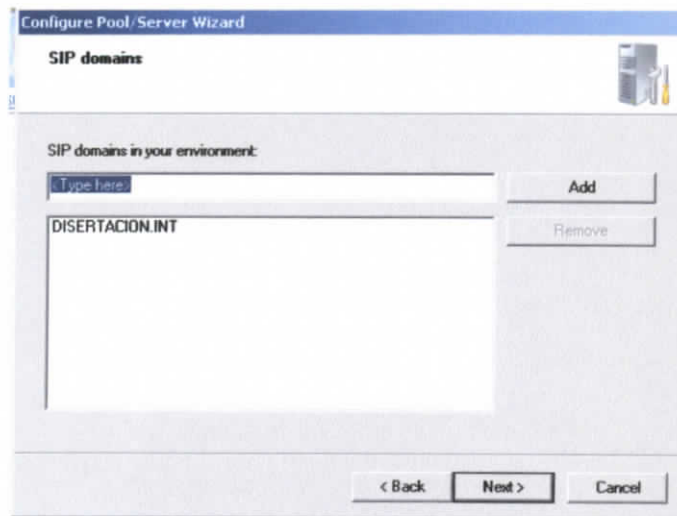 Configure Pool/Server Wizard
SIP domains
SIP domains in your environment:
<Type here>
Add
DISERTACION.INT
Remove
< Back
Next >
Cancel